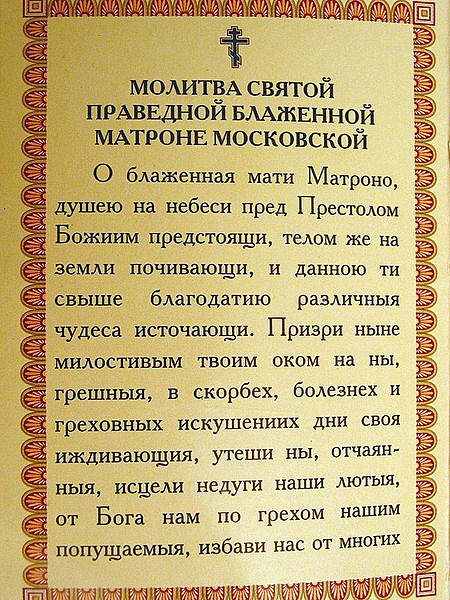 МОЛИТВА СВЯТОЙ
ПРАВЕДНОЙ БЛАЖЕННОЙ
МАТРОНЕ МОСКОВСКОЙ
О блаженная мати Матроно,
душею на небеси пред Престолом
Божиим предстоящи, телом же на
земли почивающи, и данною ти
свыше благодатию различныя
чудеса источающи. Призри ныне
милостивым твоим оком на ны,
грешныя, в скорбех, болезнех и
греховных искушениих дни своя
иждивающия, утеши ны, отчаян-
ныя, исцели недуги наши лютыя,
от Бога нам по грехом нашим
попущаемыя, избави нас от многих